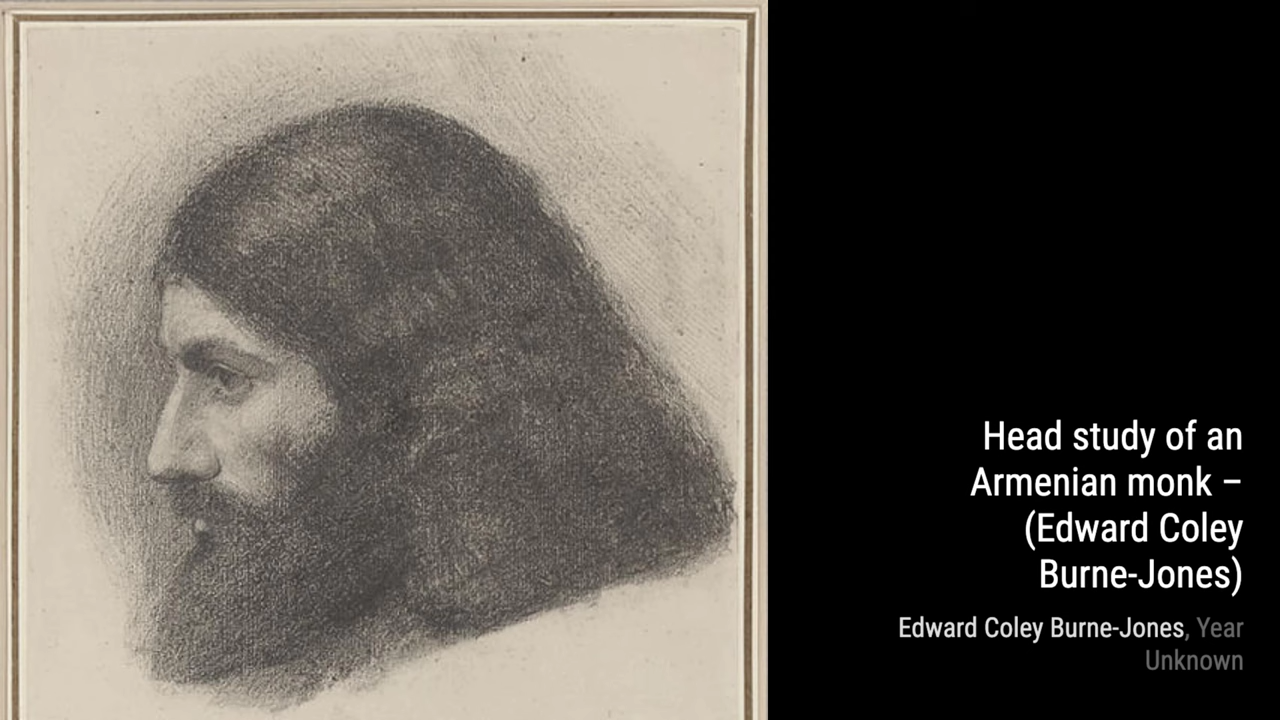 Head study of an
Armenian monk –
(Edward Coley
Burne-Jones)
Edward Coley Burne-Jones, Year
Unknown